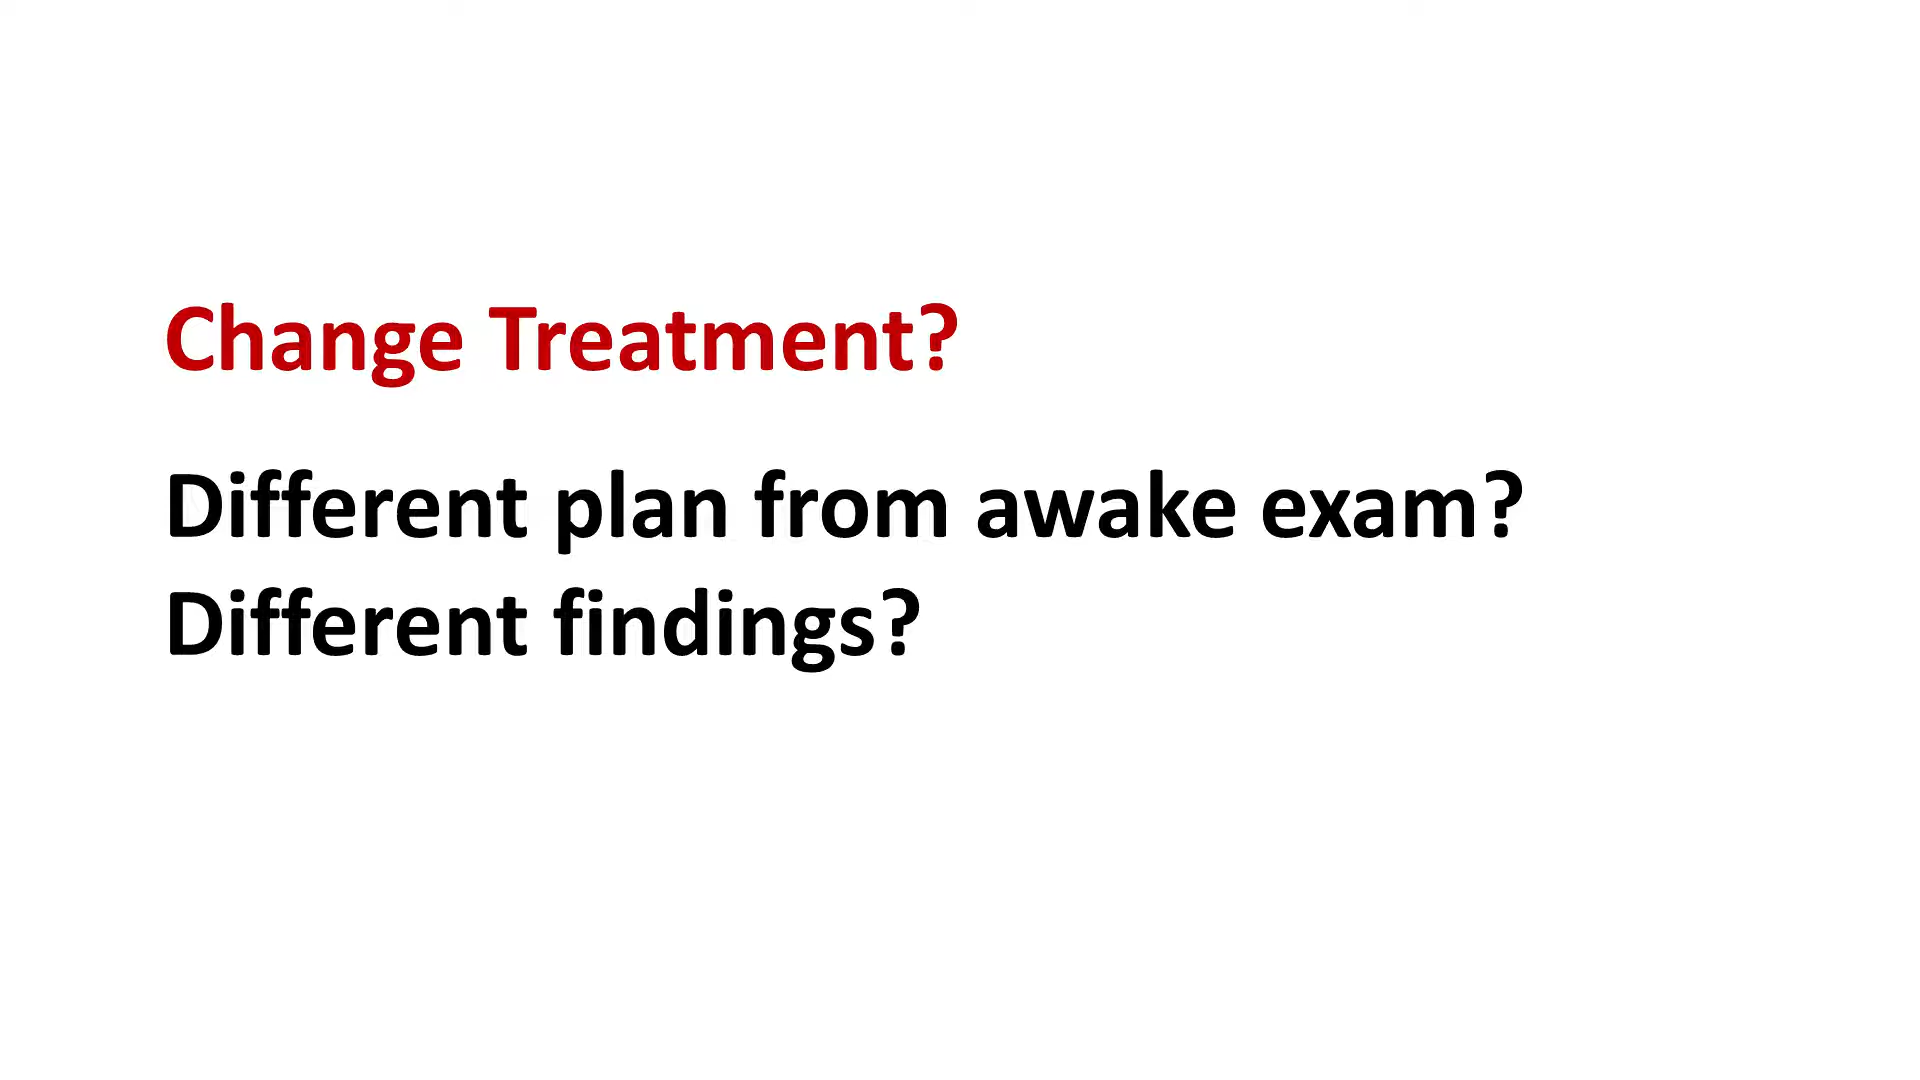 Change Treatment?
Different plan from awake exam?
Different findings?